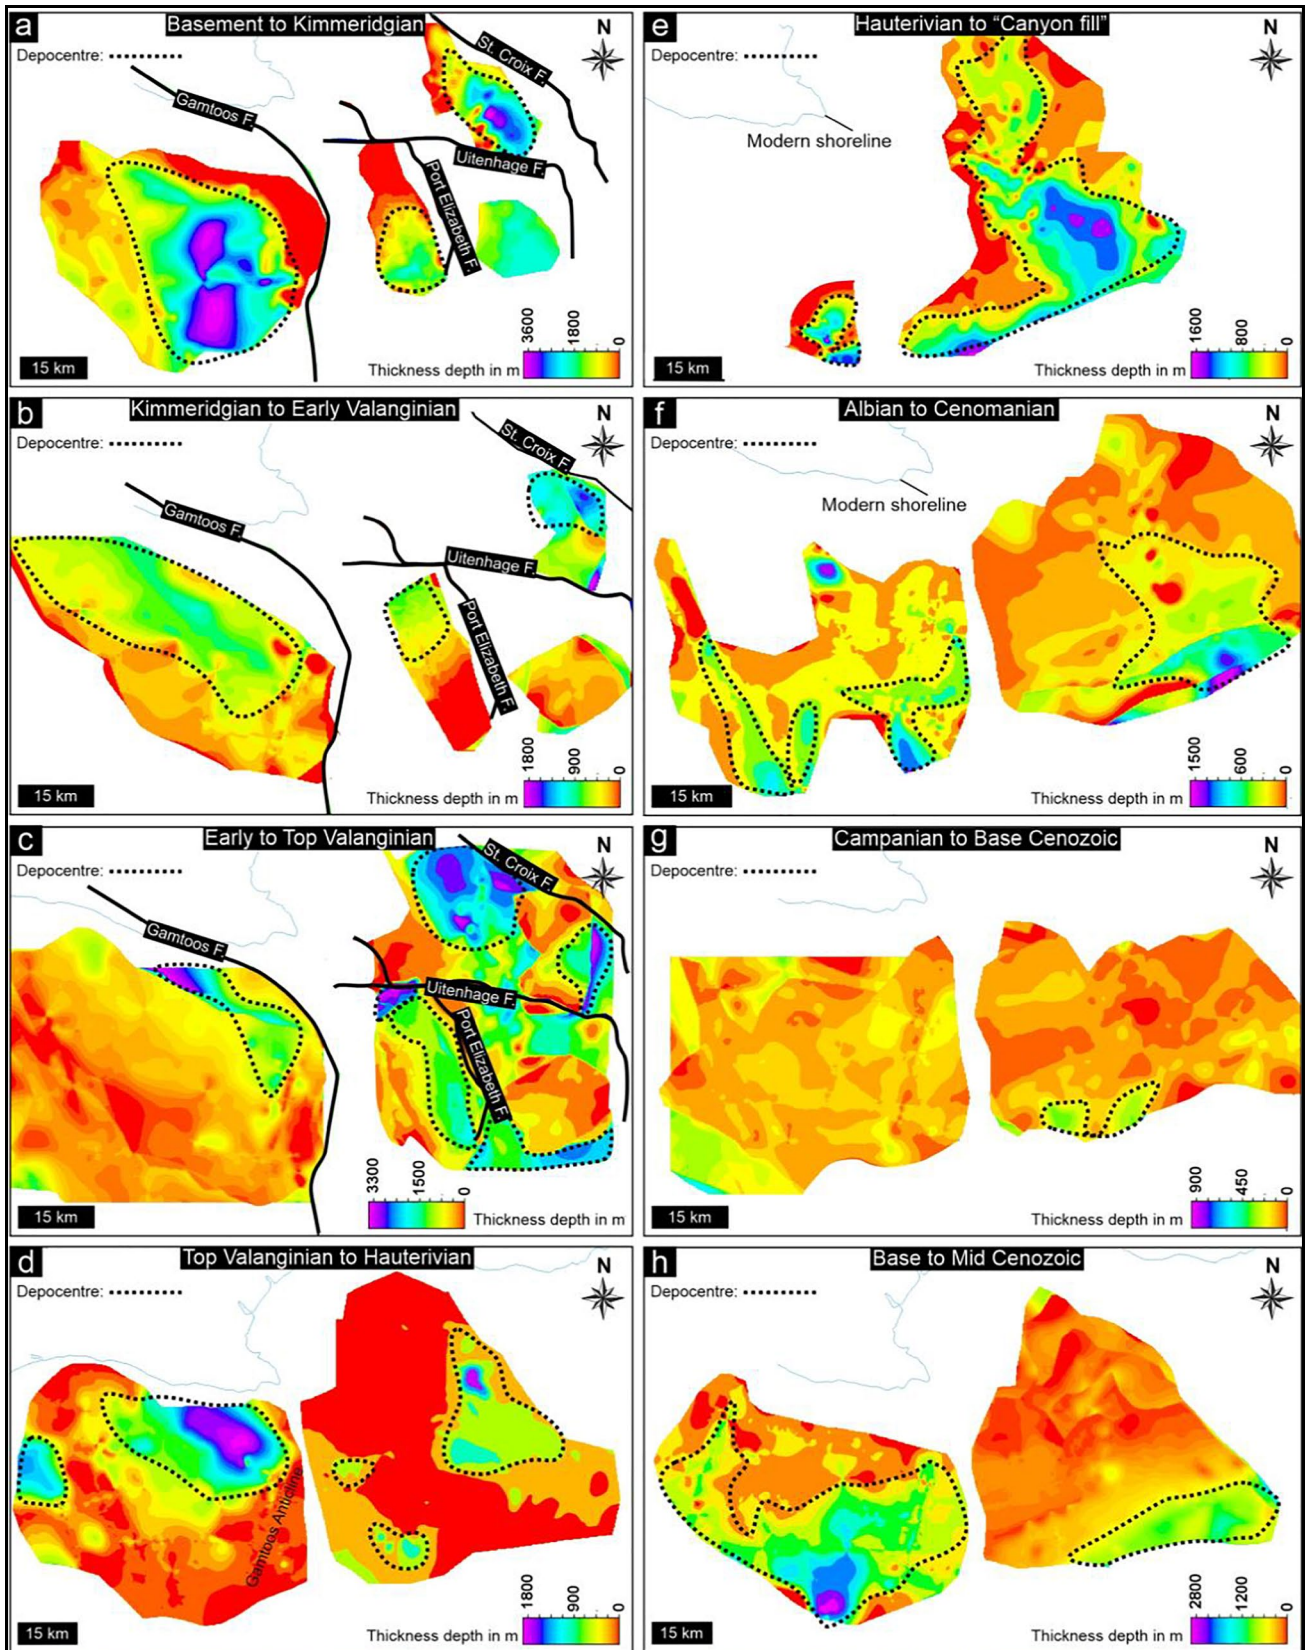 a
Basement to Kimmeridgian
N
Depocentre:
St. Croix F.
Gamtoos F.
Uitenhage F.
Port Elizabeth F.
3600
1800
0
15 km
Thickness depth in m
b
Kimmeridgian to Early Valanginian
N
Depocentre:
St. Croix F.
Gamtoos F.
Uitenhage F.
Port Elizabeth F.
1800
900
0
15 km
Thickness depth in m
c
Early to Top Valanginian
N
Depocentre:
St. Croix F.
Gamtoos F.
Uitenhage F.
Port Elizabeth F.
3300
1500
0
15 km
Thickness depth in m
d
Top Valanginian to Hauterivian
N
Depocentre:
Gamtoos Anticline
1800
900
0
15 km
Thickness depth in m
e
Hauterivian to “Canyon fill”
N
Depocentre:
Modern shoreline
1600
800
0
15 km
Thickness depth in m
f
Albian to Cenomanian
N
Depocentre:
Modern shoreline
1500
600
0
15 km
Thickness depth in m
g
Campanian to Base Cenozoic
N
Depocentre:
900
450
0
15 km
Thickness depth in m
h
Base to Mid Cenozoic
N
Depocentre:
2800
1200
0
15 km
Thickness depth in m